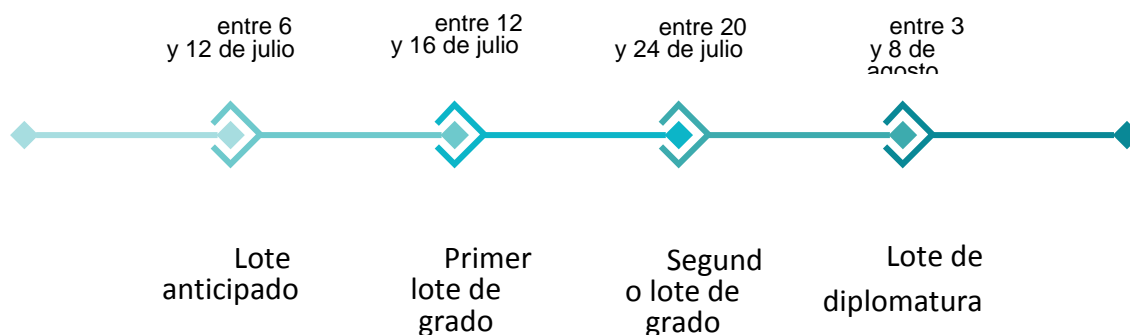 entre 6
y 12 de julio
entre 12
y 16 de julio
entre 20
y 24 de julio
entre 3
y 8 de
agosto
Lote
anticipado
Primer
lote de
grado
Segund
o lote de
grado
Lote de
diplomatura